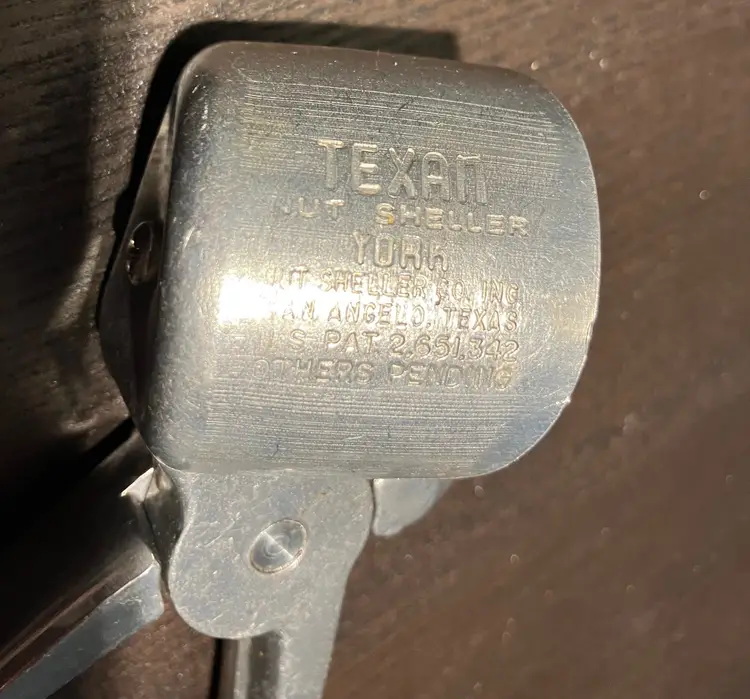 TEXAN
NUT SHELLER
YORK
NUT SHELLER CO. INC
SAN ANGELO, TEXAS
U.S. PAT. 2,651,342
OTHERS PENDING